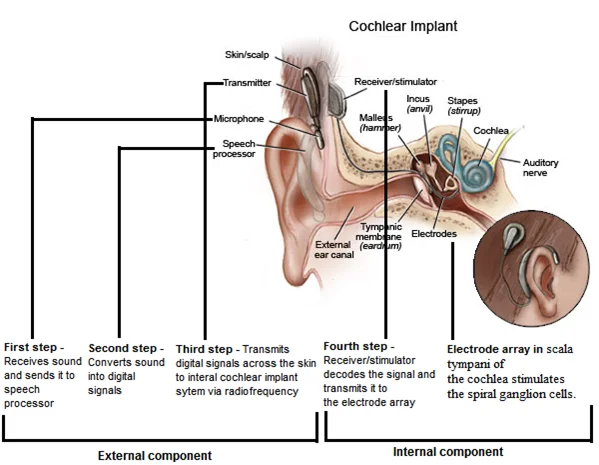 Cochlear Implant
Skin/scalp
Transmitter
Microphone
Speech
processor
Receiver/stimulator
Incus
(anvil)
Stapes
(stirrup)
Malleus
(hammer)
Cochlea
Auditory
nerve
Tympanic
membrane
(eardrum)
Electrodes
External
ear canal
First step -
Receives sound
and sends it to
speech
processor
Second step -
Converts sound
into digital
signals
Third step - Transmits
digital signals across the skin
to interal cochlear implant
sytem via radiofrequency
Fourth step -
Receiver/stimulator
decodes the signal and
transmits it to
the electrode array
Electrode array in scala
tympani of
the cochlea stimulates
the spiral ganglion cells.
External component
Internal component